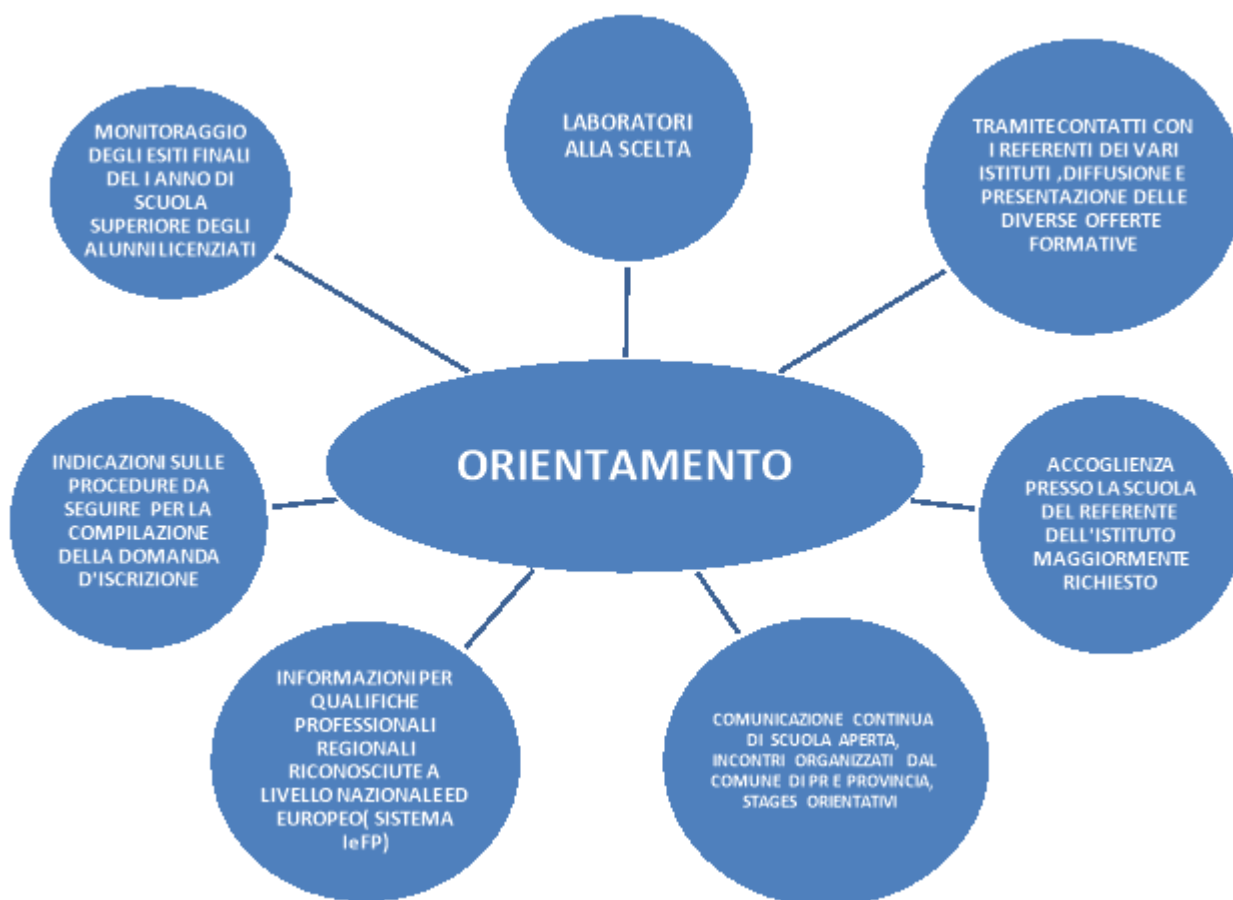 MONITORAGGIO
DEGLI ESITI FINALI
DEL I ANNO DI
SCUOLA
SUPERIORE DEGLI
ALUNNI LICENZIATI
LABORATORI
ALLA SCELTA
TRAMITE CONTATTI CON
I REFERENTI DEI VARI
ISTITUTI ,DIFFUSIONE E
PRESENTAZIONE DELLE
DIVERSE OFFERTE
FORMATIVE
ORIENTAMENTO
INDICAZIONI SULLE
PROCEDURE DA
SEGUIRE PER LA
COMPILAZIONE
DELLA DOMANDA
D'ISCRIZIONE
ACCOGLIENZA
PRESSO LA SCUOLA
DEL REFERENTE
DELL'ISTITUTO
MAGGIORMENTE
RICHIESTO
INFORMAZIONI PER
QUALIFICHE
PROFESSIONALI
REGIONALI
RICONOSCIUTE A
LIVELLO NAZIONALE ED
EUROPEO( SISTEMA
IeFP)
COMUNICAZIONE CONTINUA
DI SCUOLA APERTA,
INCONTRI ORGANIZZATI DAL
COMUNE DI PR E PROVINCIA,
STAGES ORIENTATIVI